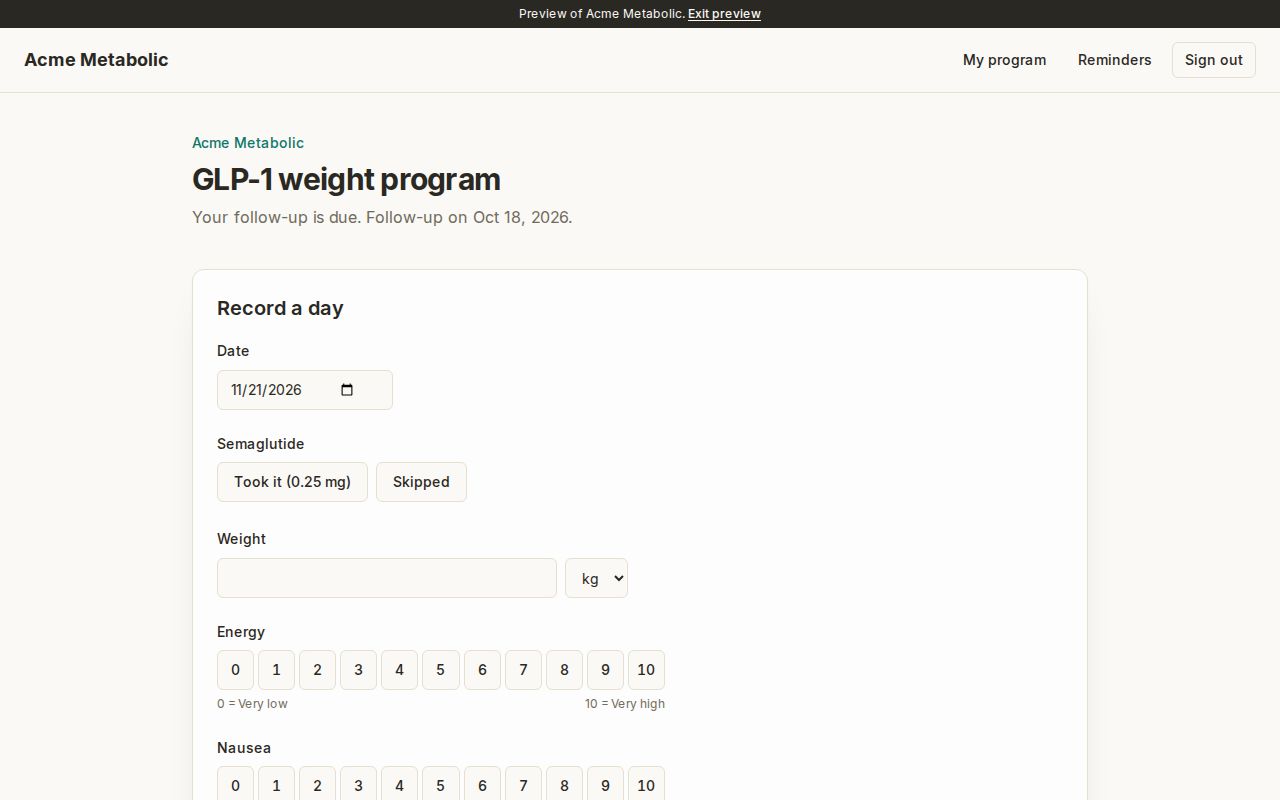 Preview of Acme Metabolic. Exit preview
Acme Metabolic
My program
Reminders
Sign out
Acme Metabolic
GLP-1 weight program
Your follow-up is due. Follow-up on Oct 18, 2026.
Record a day
Date
11/21/2026
Semaglutide
Took it (0.25 mg)
Skipped
Weight
kg
Energy
0 1 2 3 4 5 6 7 8 9 10
0 = Very low
10 = Very high
Nausea
0 1 2 3 4 5 6 7 8 9 10